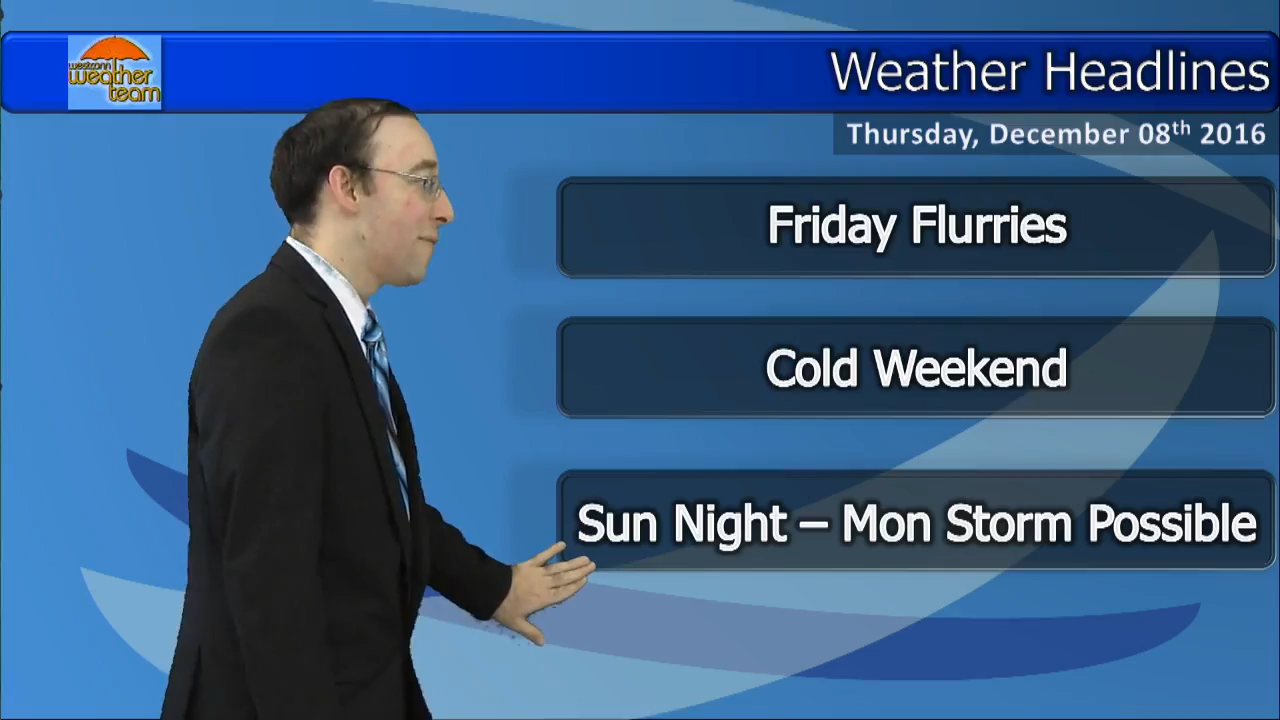 westconn
weather
team
Weather Headlines
Thursday, December 08th 2016
Friday Flurries
Cold Weekend
Sun Night – Mon Storm Possible